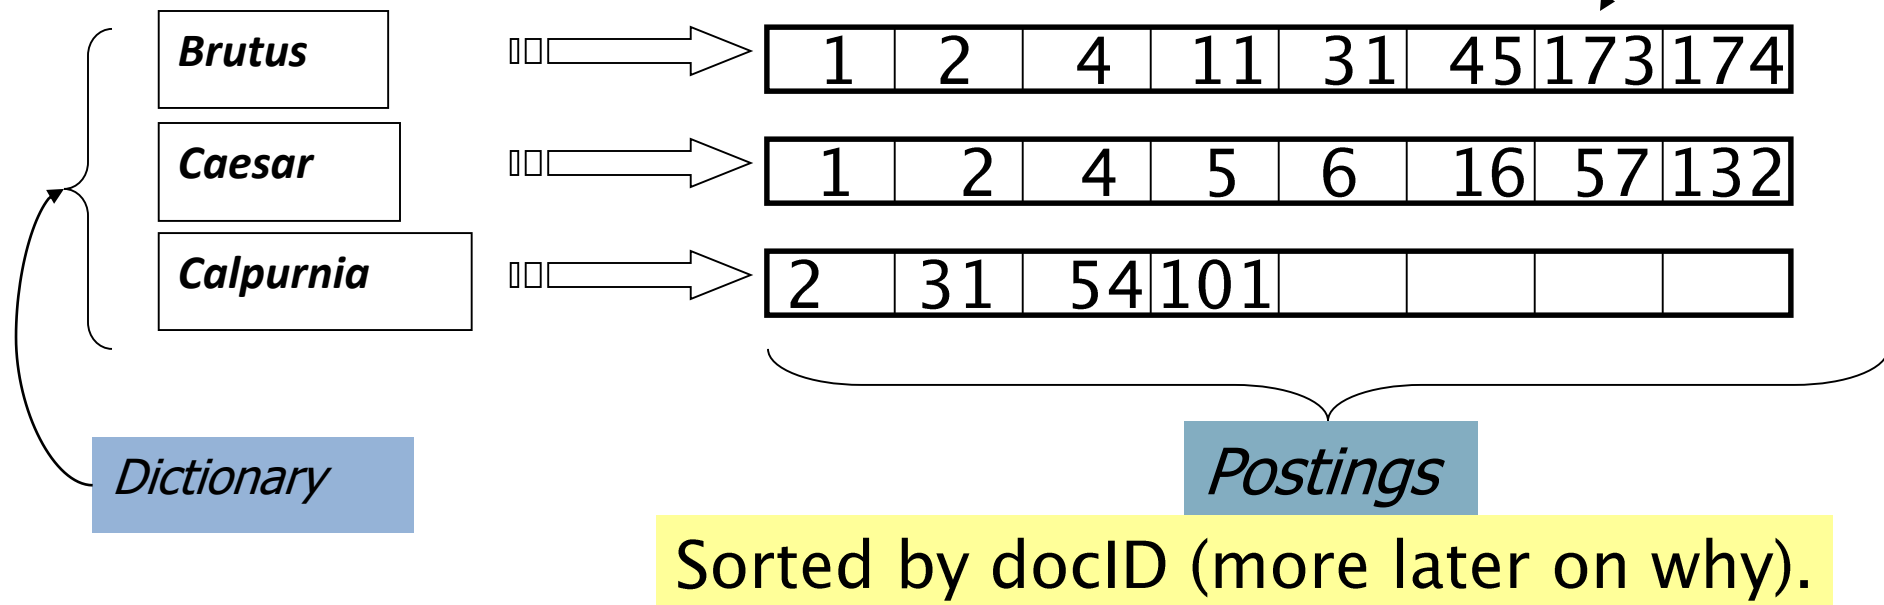 Brutus 1 2 4 11 31 45 173 174
Caesar 1 2 4 5 6 16 57 132
Calpurnia 2 31 54 101
Dictionary Postings
Sorted by docID (more later on why).